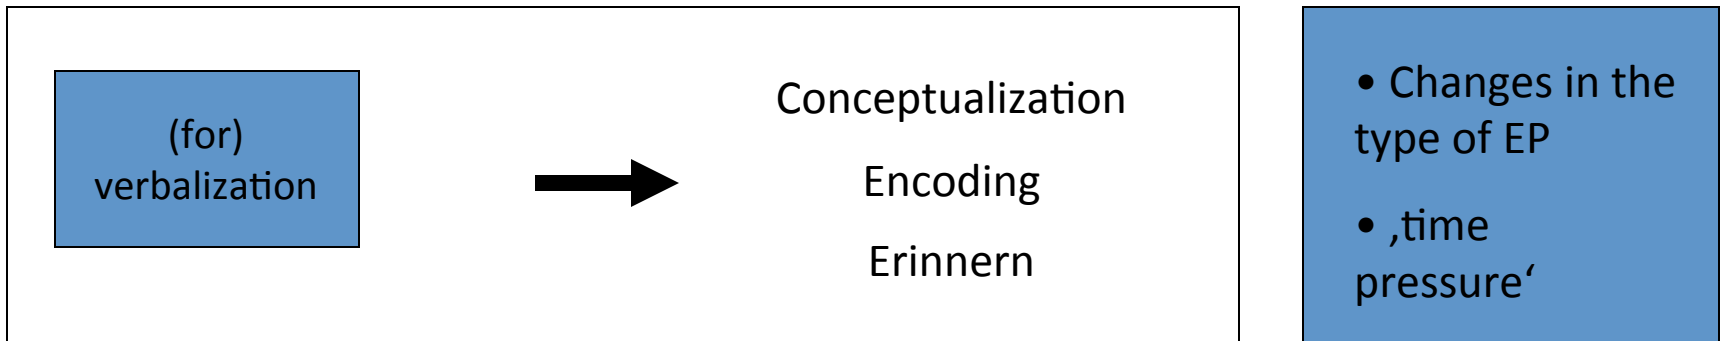 (for)
verbalization
Conceptualization
Encoding
Erinnern
• Changes in the
type of EP
• ‚time
pressure‘